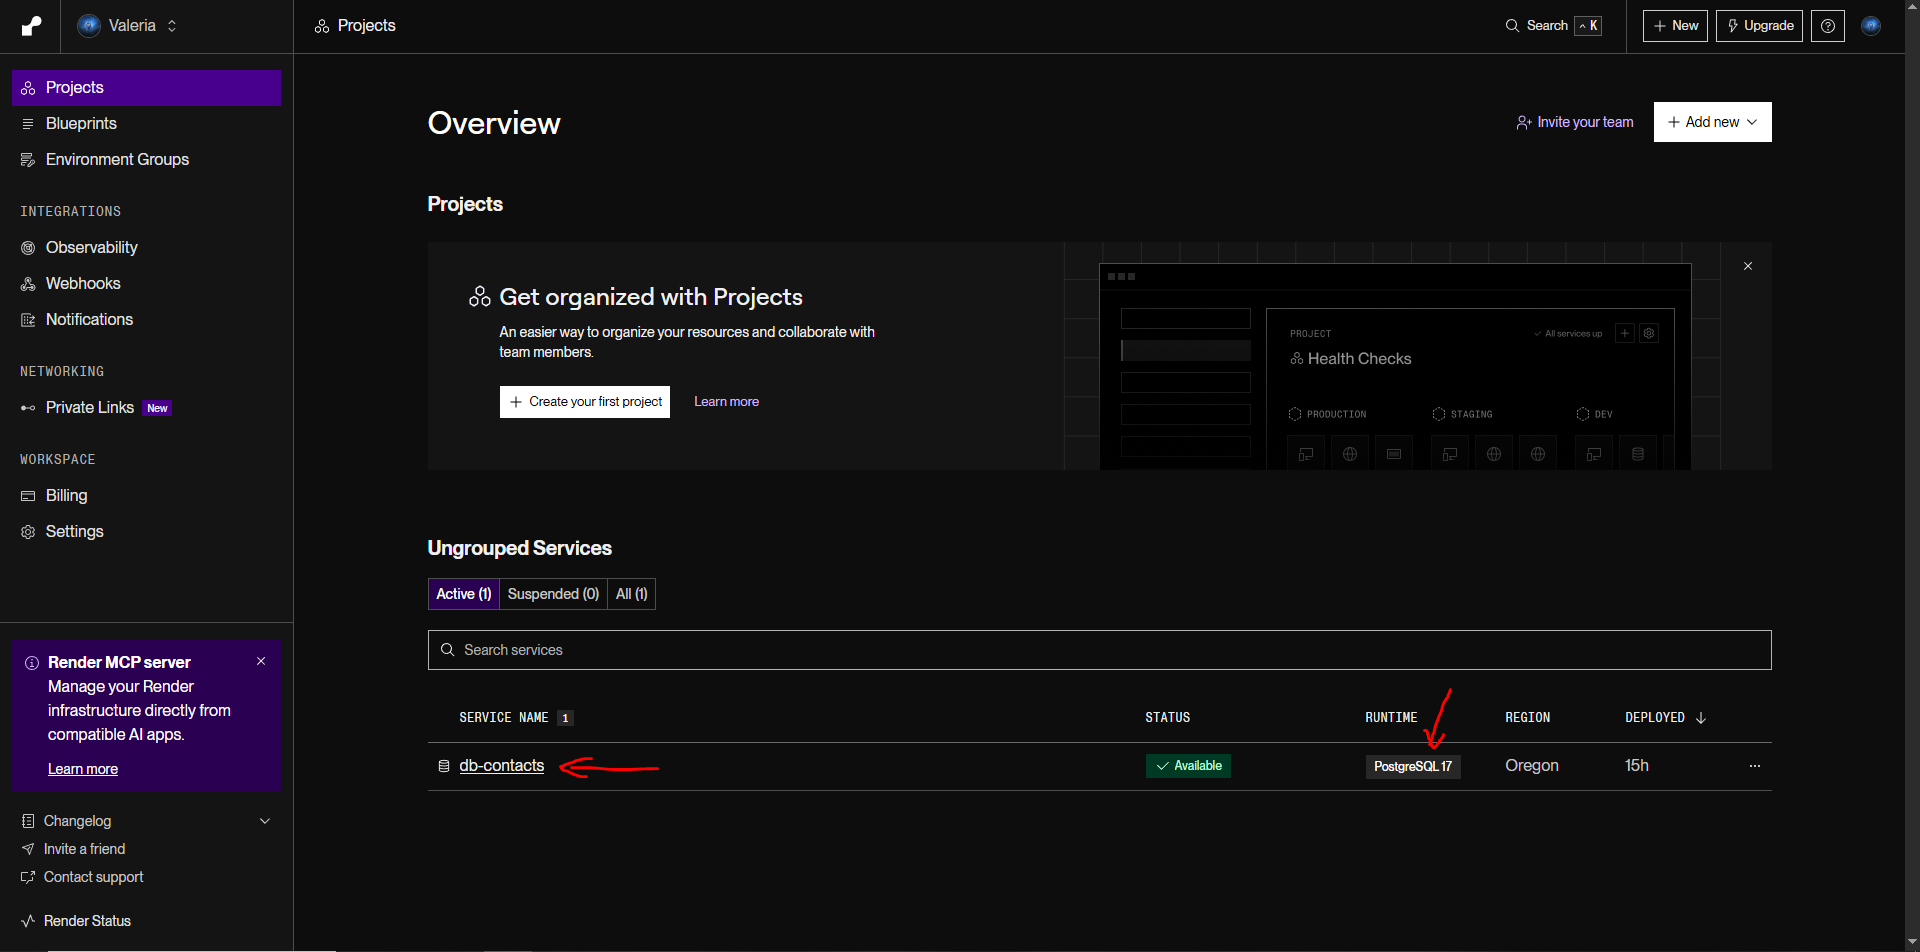 Valeria
Projects
Search
^ K
+ New
Upgrade
Projects
Blueprints
Environment Groups
INTEGRATIONS
Observability
Webhooks
Notifications
NETWORKING
Private Links New
WORKSPACE
Billing
Settings
Render MCP server
Manage your Render
infrastructure directly from
compatible AI apps.
Learn more
Changelog
Invite a friend
Contact support
Render Status
Overview
Invite your team
+ Add new
Projects
Get organized with Projects
An easier way to organize your resources and collaborate with
team members.
+ Create your first project
Learn more
PROJECT
All services up
Health Checks
PRODUCTION
STAGING
DEV
Ungrouped Services
Active (1)
Suspended (0)
All (1)
Search services
SERVICE NAME 1
STATUS
RUNTIME
REGION
DEPLOYED
db-contacts
Available
PostgreSQL 17
Oregon
15h